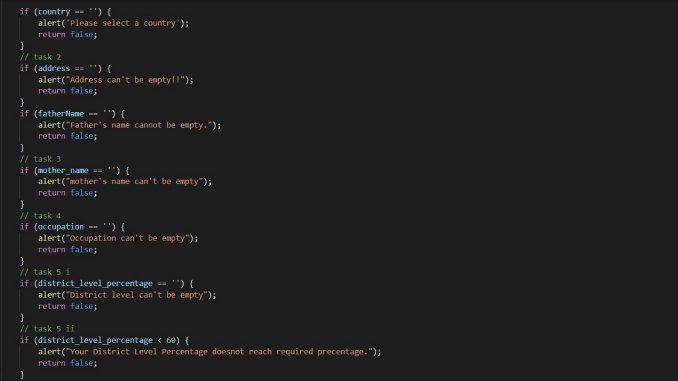 if (country == '') {
alert('Please select a country');
return false;
}
// task 2
if (address == '') {
alert("Address can't be empty!!");
return false;
}
if (fatherName == '') {
alert("Father's name cannot be empty.");
return false;
}
// task 3
if (mother_name == '') {
alert("mother's name can't be empty");
return false;
}
// task 4
if (occupation == '') {
alert("Occupation can't be empty");
return false;
}
// task 5 i
if (district_level_percentage == '') {
alert("District level can't be empty");
return false;
}
// task 5 ii
if (district_level_percentage < 60) {
alert("Your District Level Percentage doesnot reach required precentage.");
return false;
}